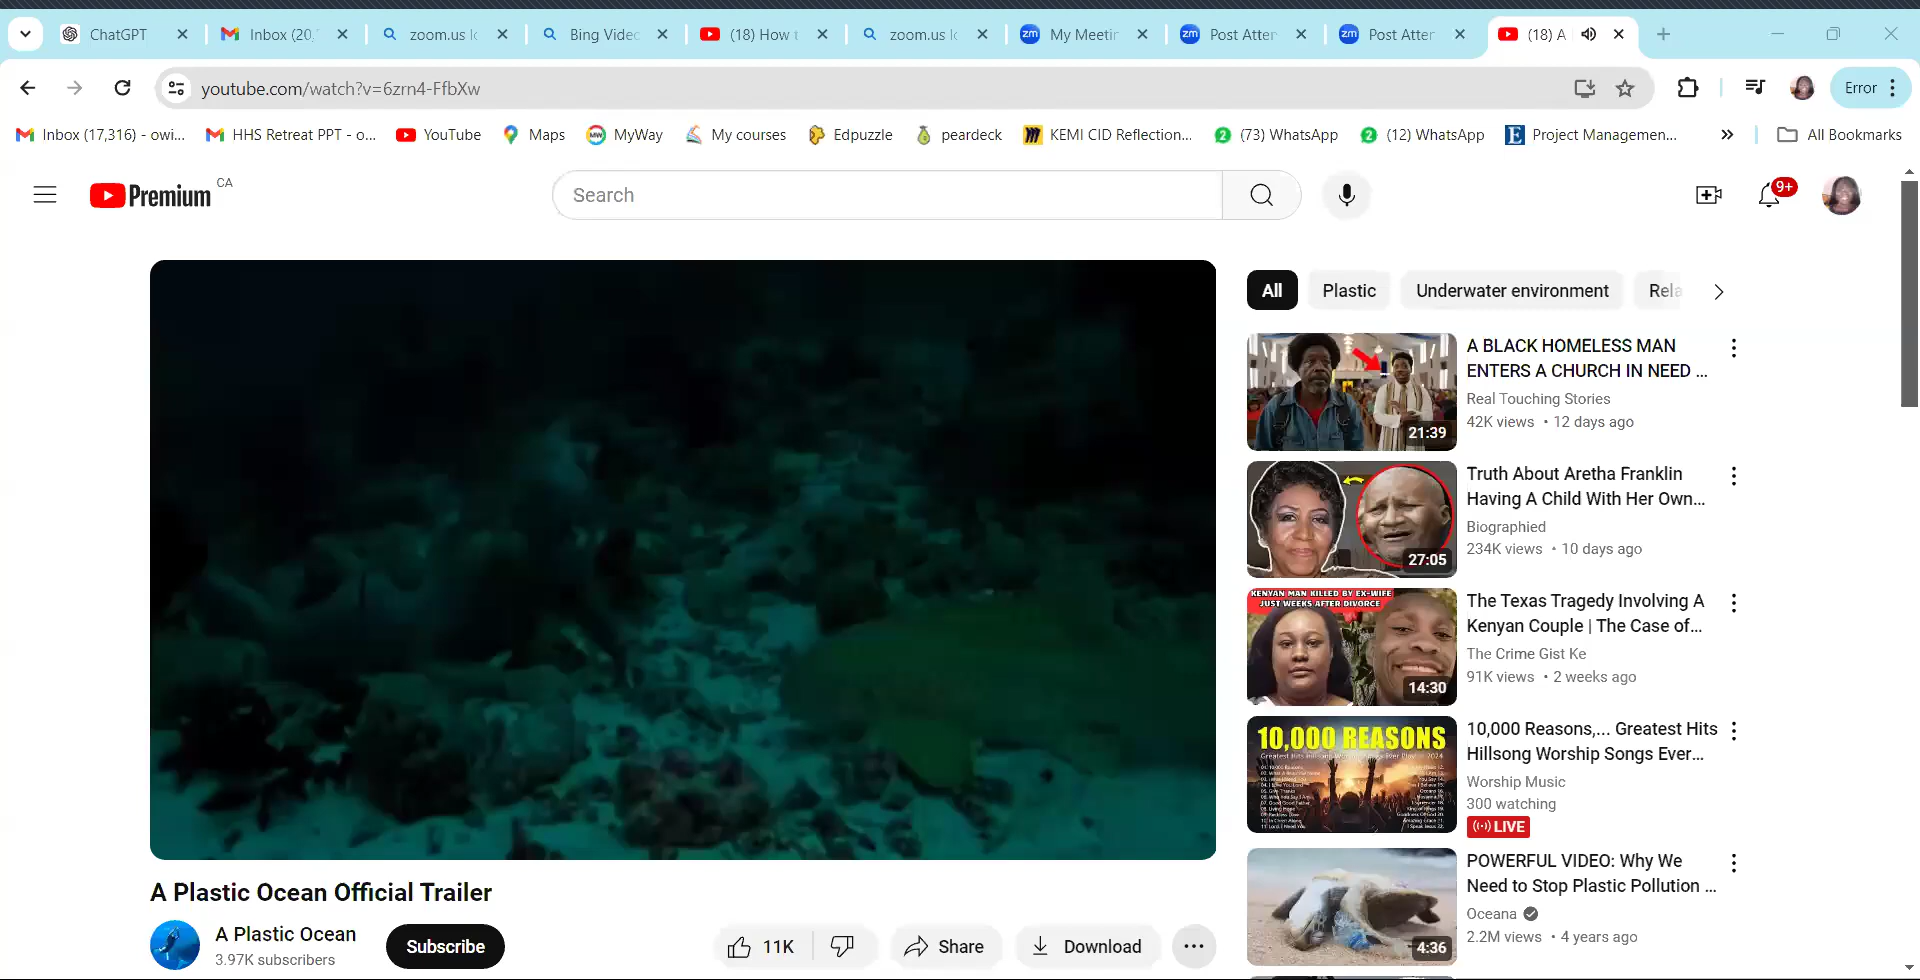 ChatGPT
Inbox (20,
zoom.us lo
Bing Videc
(18) How t
zoom.us lo
My Meetin
Post Atter
Post Atter
(18) A
youtube.com/watch?v=6zrn4-FfbXw
Error
Inbox (17,316) - owi...
HHS Retreat PPT - o...
YouTube
Maps
MyWay
My courses
Edpuzzle
peardeck
KEMI CID Reflection...
(73) WhatsApp
(12) WhatsApp
Project Managemen...
All Bookmarks
Premium CA
Search
9+
All
Plastic
Underwater environment
Rela
A BLACK HOMELESS MAN
ENTERS A CHURCH IN NEED ...
Real Touching Stories
42K views • 12 days ago
21:39
Truth About Aretha Franklin
Having A Child With Her Own...
Biographied
234K views • 10 days ago
27:05
KENYAN MAN KILLED BY EX-WIFE
JUST WEEKS AFTER DIVORCE
14:30
The Texas Tragedy Involving A
Kenyan Couple | The Case of...
The Crime Gist Ke
91K views • 2 weeks ago
10,000 REASONS
10,000 Reasons,... Greatest Hits
Hillsong Worship Songs Ever...
Worship Music
300 watching
LIVE
POWERFUL VIDEO: Why We
Need to Stop Plastic Pollution ...
Oceana
2.2M views • 4 years ago
4:36
A Plastic Ocean Official Trailer
A Plastic Ocean
3.97K subscribers
Subscribe
11K
Share
Download